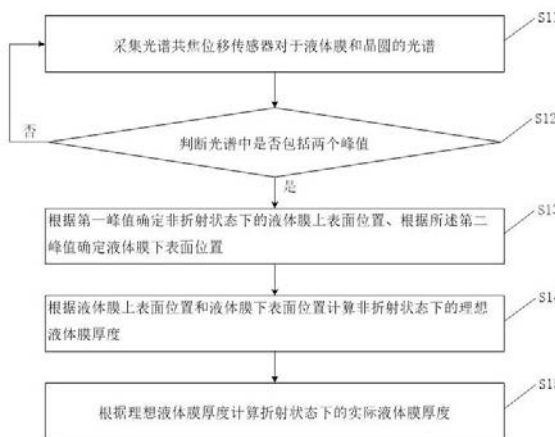 S11
采集光谱共焦位移传感器对于液体膜和晶圆的光谱
S12
判断光谱中是否包括两个峰值
否
是
S13
根据第一峰值确定非折射状态下的液体膜上表面位置、根据所述第二
峰值确定液体膜下表面位置
S14
根据液体膜上表面位置和液体膜下表面位置计算非折射状态下的理想
液体膜厚度
S15
根据理想液体膜厚度计算折射状态下的实际液体膜厚度